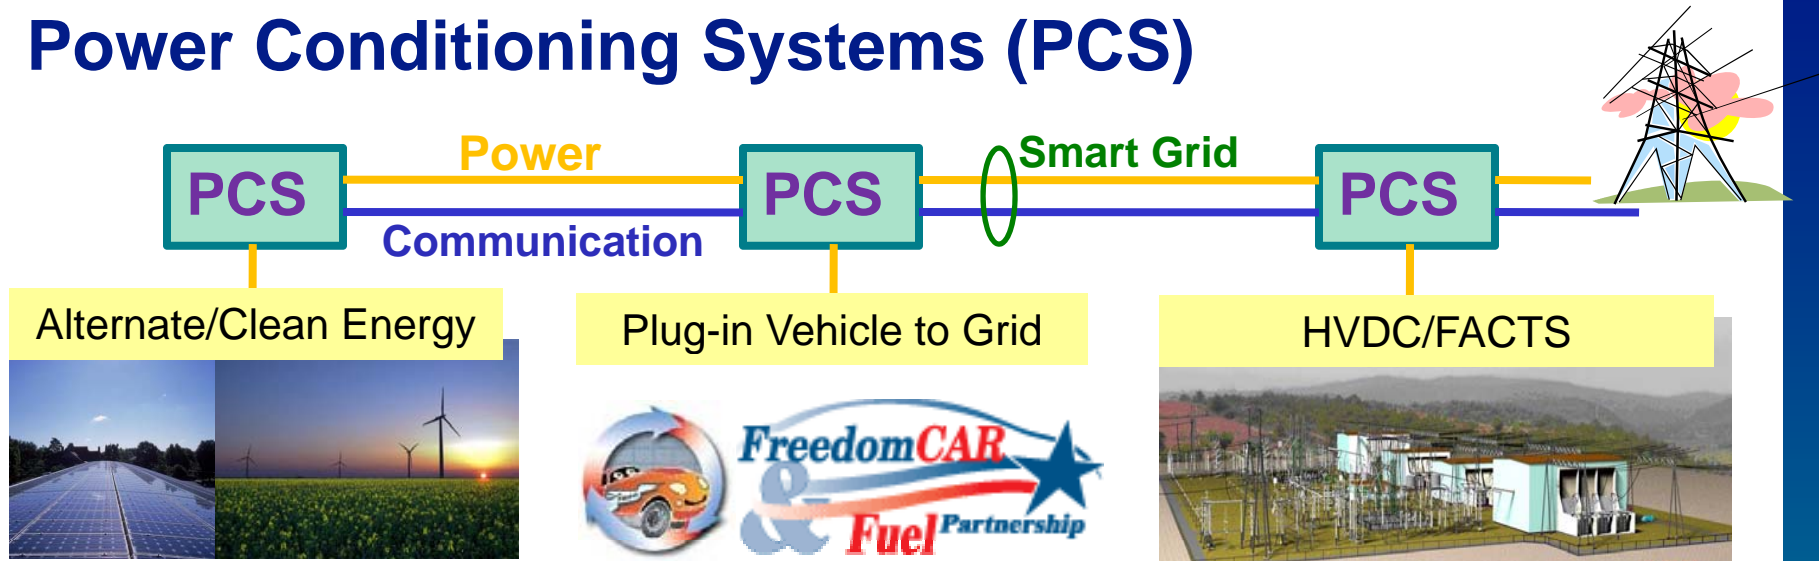 Power Conditioning Systems (PCS)
Power
Smart Grid
PCS
PCS
PCS
Communication
Alternate/Clean Energy
Plug-in Vehicle to Grid
HVDC/FACTS
FreedomCAR
&
Fuel Partnership